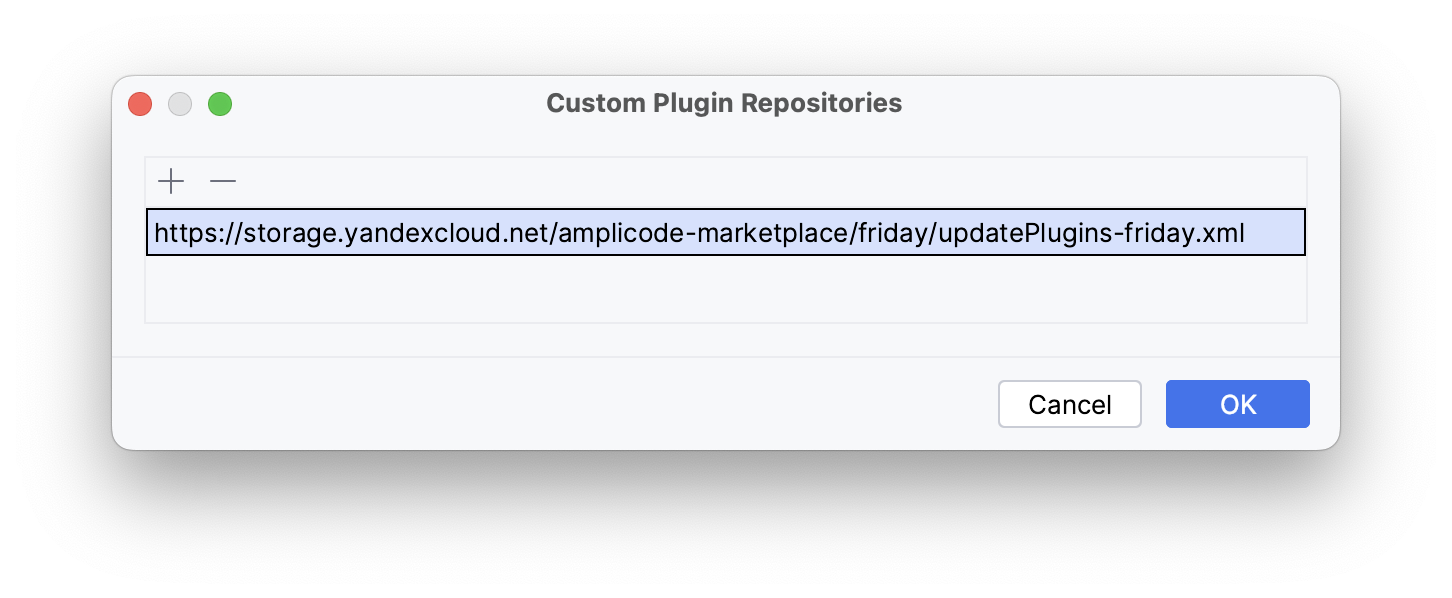 Custom Plugin Repositories
https://storage.yandexcloud.net/amplicode-marketplace/friday/updatePlugins-friday.xml
Cancel
OK